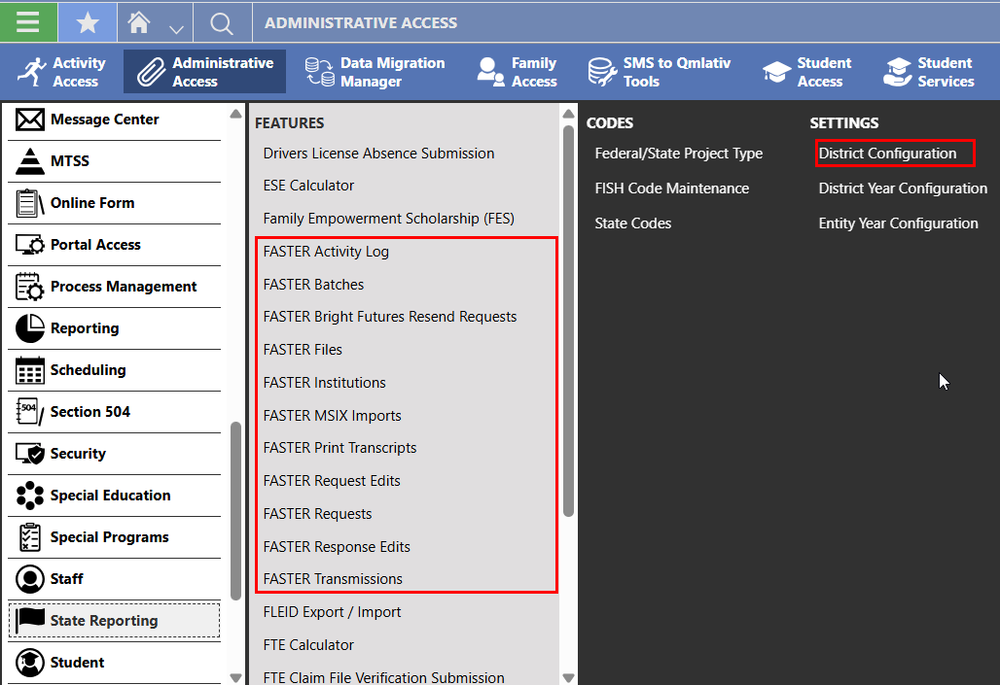 ADMINISTRATIVE ACCESS
Activity
Access
Administrative
Access
Data Migration
Manager
Family
Access
SMS to Qmlativ
Tools
Student
Access
Student
Services
Message Center
MTSS
Online Form
Portal Access
Process Management
Reporting
Scheduling
504
Section 504
Security
Special Education
Special Programs
Staff
State Reporting
Student
FEATURES
Drivers License Absence Submission
ESE Calculator
Family Empowerment Scholarship (FES)
FASTER Activity Log
FASTER Batches
FASTER Bright Futures Resend Requests
FASTER Files
FASTER Institutions
FASTER MSIX Imports
FASTER Print Transcripts
FASTER Request Edits
FASTER Requests
FASTER Response Edits
FASTER Transmissions
FLEID Export / Import
FTE Calculator
FTE Claim File Verification Submission
CODES
Federal/State Project Type
FISH Code Maintenance
State Codes
SETTINGS
District Configuration
District Year Configuration
Entity Year Configuration